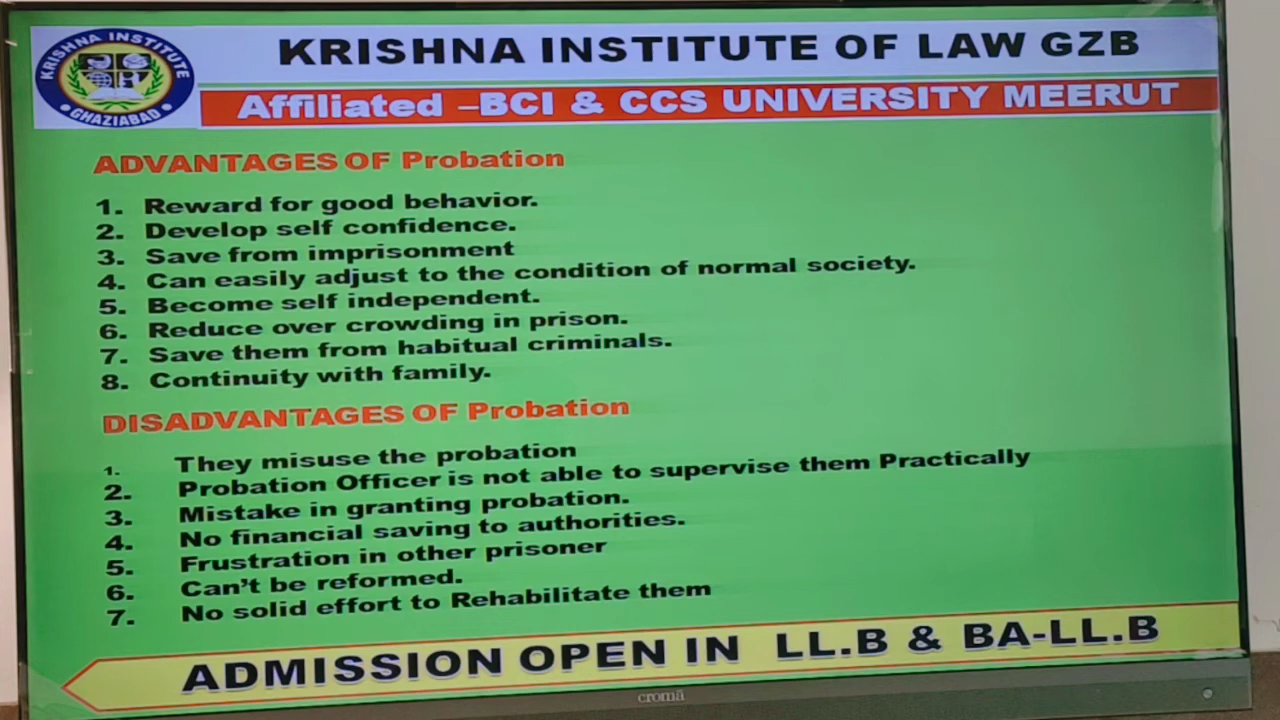 KRISHNA INSTITUTE
GHAZIABAD
KRISHNA INSTITUTE OF LAW GZB
Affiliated –BCI & CCS UNIVERSITY MEERUT
ADVANTAGES OF Probation
1. Reward for good behavior.
2. Develop self confidence.
3. Save from imprisonment
4. Can easily adjust to the condition of normal society.
5. Become self independent.
6. Reduce over crowding in prison.
7. Save them from habitual criminals.
8. Continuity with family.
DISADVANTAGES OF Probation
1. They misuse the probation
2. Probation Officer is not able to supervise them Practically
3. Mistake in granting probation.
4. No financial saving to authorities.
5. Frustration in other prisoner
6. Can't be reformed.
7. No solid effort to Rehabilitate them
ADMISSION OPEN IN LL.B & BA-LL.B
cromā